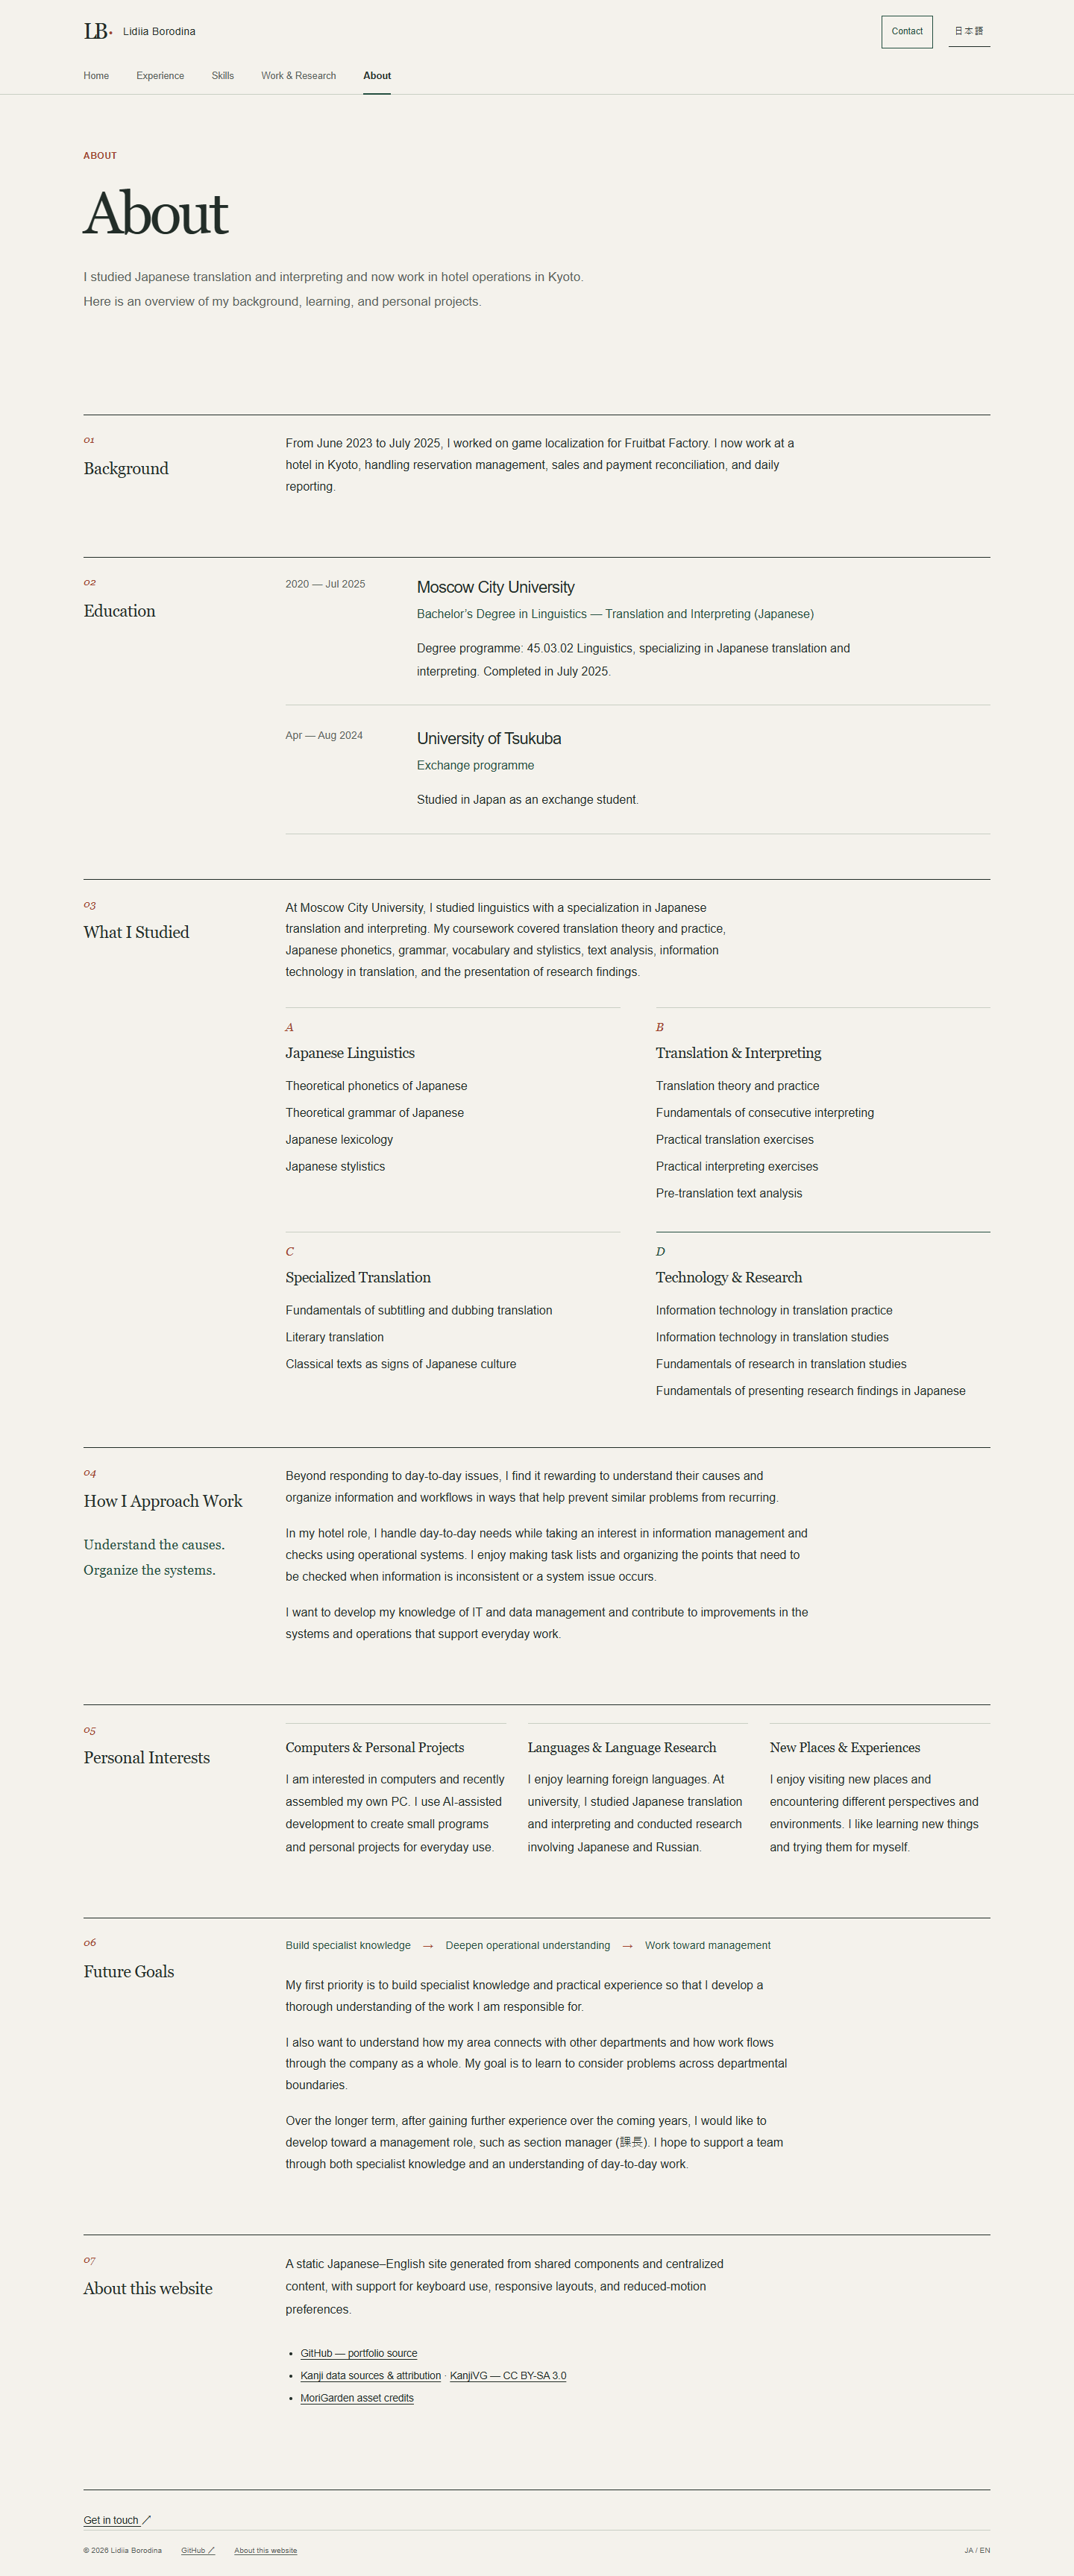 LB. Lidiia Borodina
Contact
日本語
Home Experience Skills Work & Research About
ABOUT
About
I studied Japanese translation and interpreting and now work in hotel operations in Kyoto.
Here is an overview of my background, learning, and personal projects.
01
Background
From June 2023 to July 2025, I worked on game localization for Fruitbat Factory. I now work at a
hotel in Kyoto, handling reservation management, sales and payment reconciliation, and daily
reporting.
02
Education
2020 — Jul 2025
Moscow City University
Bachelor’s Degree in Linguistics — Translation and Interpreting (Japanese)
Degree programme: 45.03.02 Linguistics, specializing in Japanese translation and
interpreting. Completed in July 2025.
Apr — Aug 2024
University of Tsukuba
Exchange programme
Studied in Japan as an exchange student.
03
What I Studied
At Moscow City University, I studied linguistics with a specialization in Japanese
translation and interpreting. My coursework covered translation theory and practice,
Japanese phonetics, grammar, vocabulary and stylistics, text analysis, information
technology in translation, and the presentation of research findings.
A
Japanese Linguistics
Theoretical phonetics of Japanese
Theoretical grammar of Japanese
Japanese lexicology
Japanese stylistics
B
Translation & Interpreting
Translation theory and practice
Fundamentals of consecutive interpreting
Practical translation exercises
Practical interpreting exercises
Pre-translation text analysis
C
Specialized Translation
Fundamentals of subtitling and dubbing translation
Literary translation
Classical texts as signs of Japanese culture
D
Technology & Research
Information technology in translation practice
Information technology in translation studies
Fundamentals of research in translation studies
Fundamentals of presenting research findings in Japanese
04
How I Approach Work
Understand the causes.
Organize the systems.
Beyond responding to day-to-day issues, I find it rewarding to understand their causes and
organize information and workflows in ways that help prevent similar problems from recurring.
In my hotel role, I handle day-to-day needs while taking an interest in information management and
checks using operational systems. I enjoy making task lists and organizing the points that need to
be checked when information is inconsistent or a system issue occurs.
I want to develop my knowledge of IT and data management and contribute to improvements in the
systems and operations that support everyday work.
05
Personal Interests
Computers & Personal Projects
I am interested in computers and recently
assembled my own PC. I use AI-assisted
development to create small programs
and personal projects for everyday use.
Languages & Language Research
I enjoy learning foreign languages. At
university, I studied Japanese translation
and interpreting and conducted research
involving Japanese and Russian.
New Places & Experiences
I enjoy visiting new places and
encountering different perspectives and
environments. I like learning new things
and trying them for myself.
06
Future Goals
Build specialist knowledge → Deepen operational understanding → Work toward management
My first priority is to build specialist knowledge and practical experience so that I develop a
thorough understanding of the work I am responsible for.
I also want to understand how my area connects with other departments and how work flows
through the company as a whole. My goal is to learn to consider problems across departmental
boundaries.
Over the longer term, after gaining further experience over the coming years, I would like to
develop toward a management role, such as section manager (課長). I hope to support a team
through both specialist knowledge and an understanding of day-to-day work.
07
About this website
A static Japanese–English site generated from shared components and centralized
content, with support for keyboard use, responsive layouts, and reduced-motion
preferences.
• GitHub — portfolio source
• Kanji data sources & attribution · KanjiVG — CC BY-SA 3.0
• MoriGarden asset credits
Get in touch ↗
© 2026 Lidiia Borodina GitHub ↗ About this website JA / EN